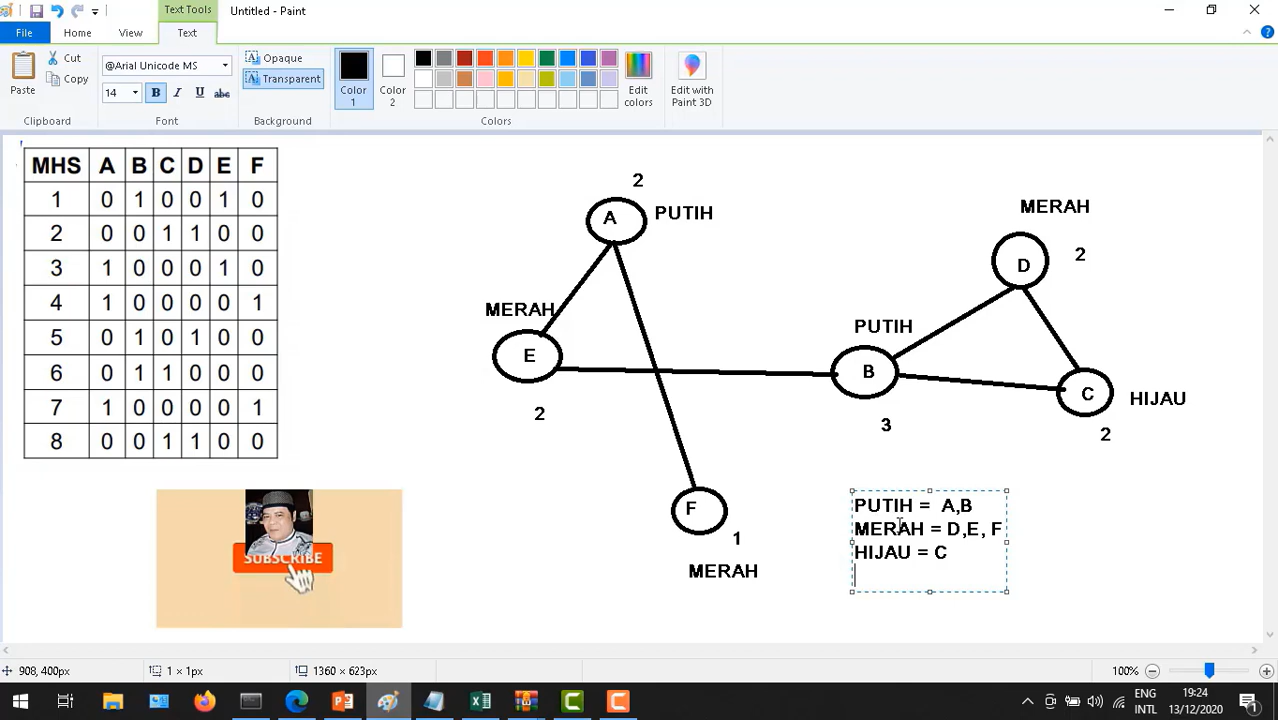 Text Tools
Untitled - Paint
File Home View Text
Paste
Cut
Copy
Clipboard
@Arial Unicode MS
14 B I U abc
Font
Opaque
Transparent
Background
Color 1
Color 2
Edit colors
Colors
Edit with Paint 3D
MHS A B C D E F
1 0 1 0 0 1 0
2 0 0 1 1 0 0
3 1 0 0 0 1 0
4 1 0 0 0 0 1
5 0 1 0 1 0 0
6 0 1 1 0 0 0
7 1 0 0 0 0 1
8 0 0 1 1 0 0
2
A PUTIH
MERAH
D 2
MERAH
E
2
PUTIH
B
3
C HIJAU
2
F
1
MERAH
PUTIH = A,B
MERAH = D,E, F
HIJAU = C
SUBSCRIBE
908, 400px
1 × 1px
1360 × 623px
100%
ENG
INTL
19:24
13/12/2020
1